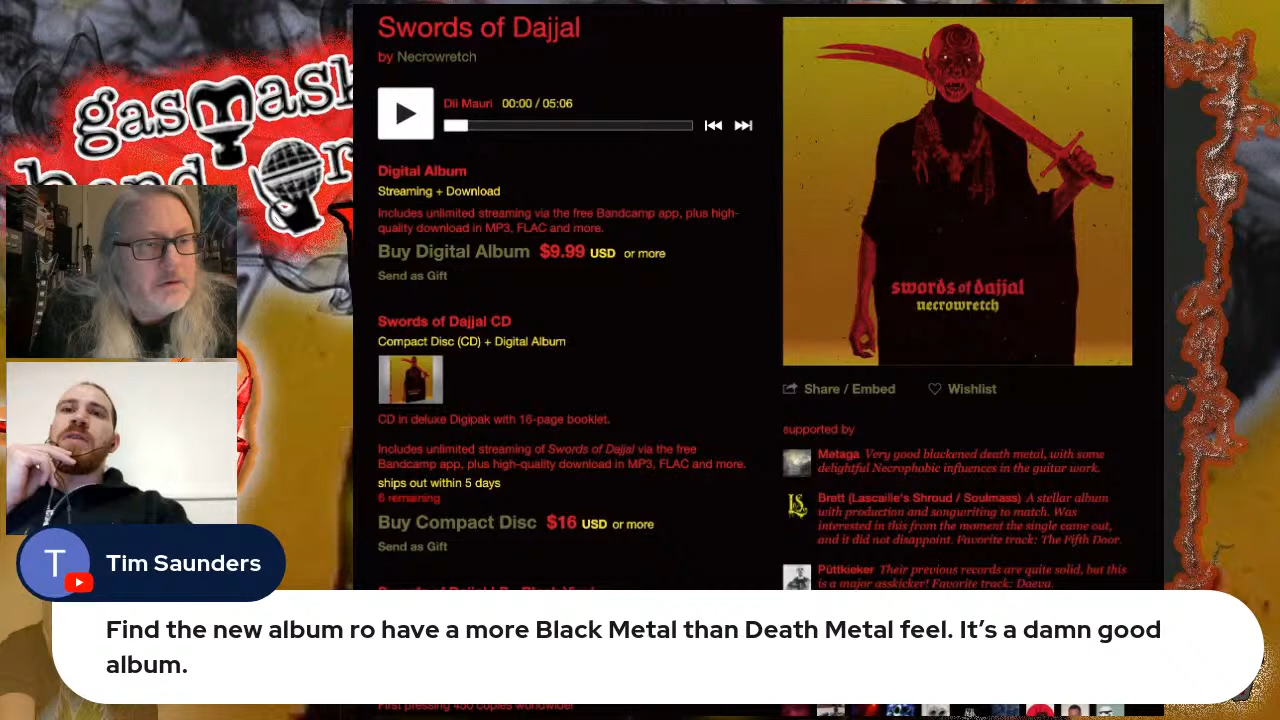 gasmask
Swords of Dajjal
by Necrowretch
Dii Mauri 00:00 / 05:06
Digital Album
Streaming + Download
Includes unlimited streaming via the free Bandcamp app, plus high-
quality download in MP3, FLAC and more.
Buy Digital Album $9.99 USD or more
Send as Gift
Swords of Dajjal CD
Compact Disc (CD) + Digital Album
CD in deluxe Digipak with 16-page booklet.
Includes unlimited streaming of Swords of Dajjal via the free
Bandcamp app, plus high-quality download in MP3, FLAC and more.
ships out within 5 days
6 remaining
Buy Compact Disc $16 USD or more
Send as Gift
swords of dajjal
necrowretch
Share / Embed Wishlist
supported by
Metaga Very good blackened death metal, with some
delightful Necrophobic influences in the guitar work.
LS
Brett (Lascaille's Shroud / Soulmass) A stellar album
with production and songwriting to match. Was
interested in this from the moment the single came out,
and it did not disappoint. Favorite track: The Fifth Door.
Püttkieker Their previous records are quite solid, but this
is a major asskicker! Favorite track: Daeva.
T Tim Saunders
Find the new album ro have a more Black Metal than Death Metal feel. It's a damn good
album.
First pressing 450 copies worldwide!